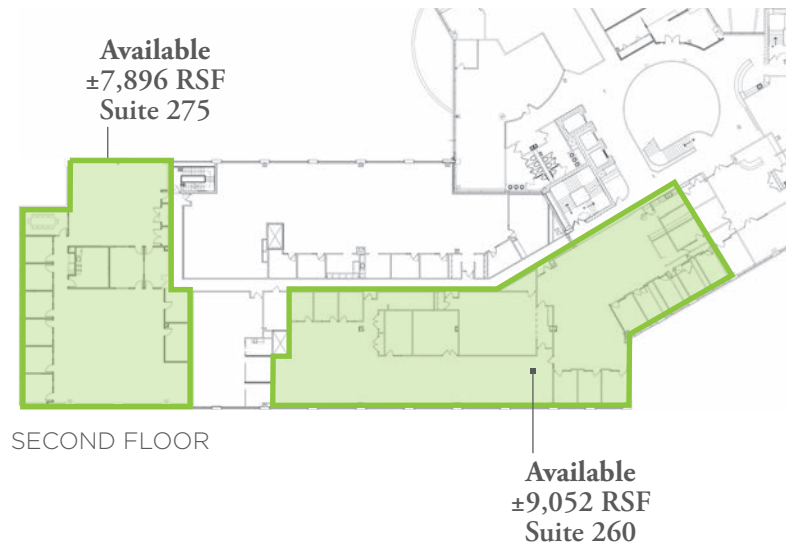 Available
±7,896 RSF
Suite 275
SECOND FLOOR
Available
±9,052 RSF
Suite 260